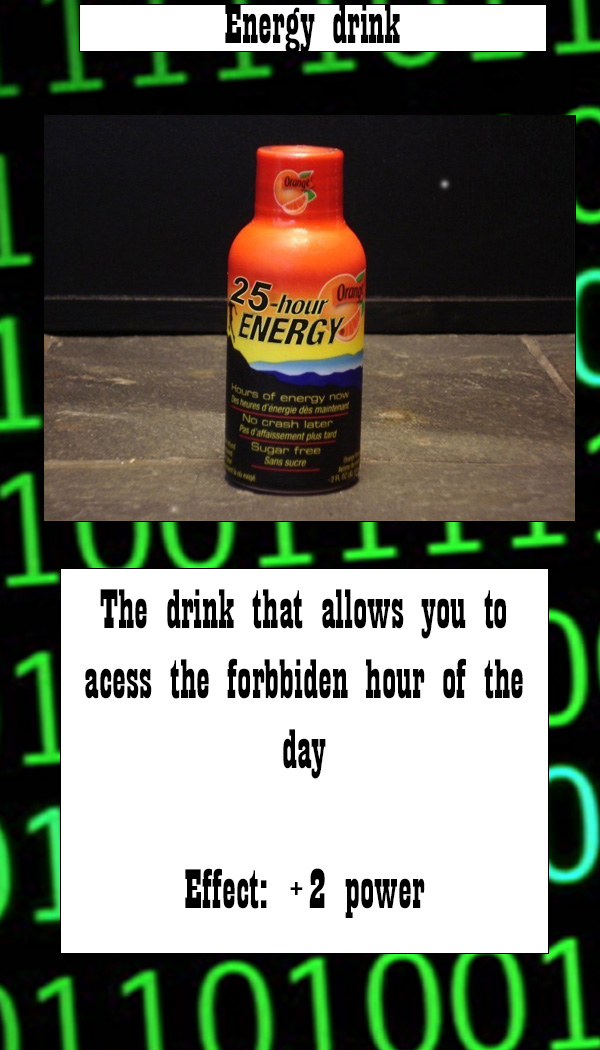 Energy drink
Orange
25-hour
Orange
ENERGY
Hours of energy now
Des heures d'énergie dès maintenant
No crash later
Pas d'affaissement plus tard
Sugar free
Sans sucre
The drink that allows you to
acess the forbbiden hour of the
day
Effect: +2 power
10011111
01101001